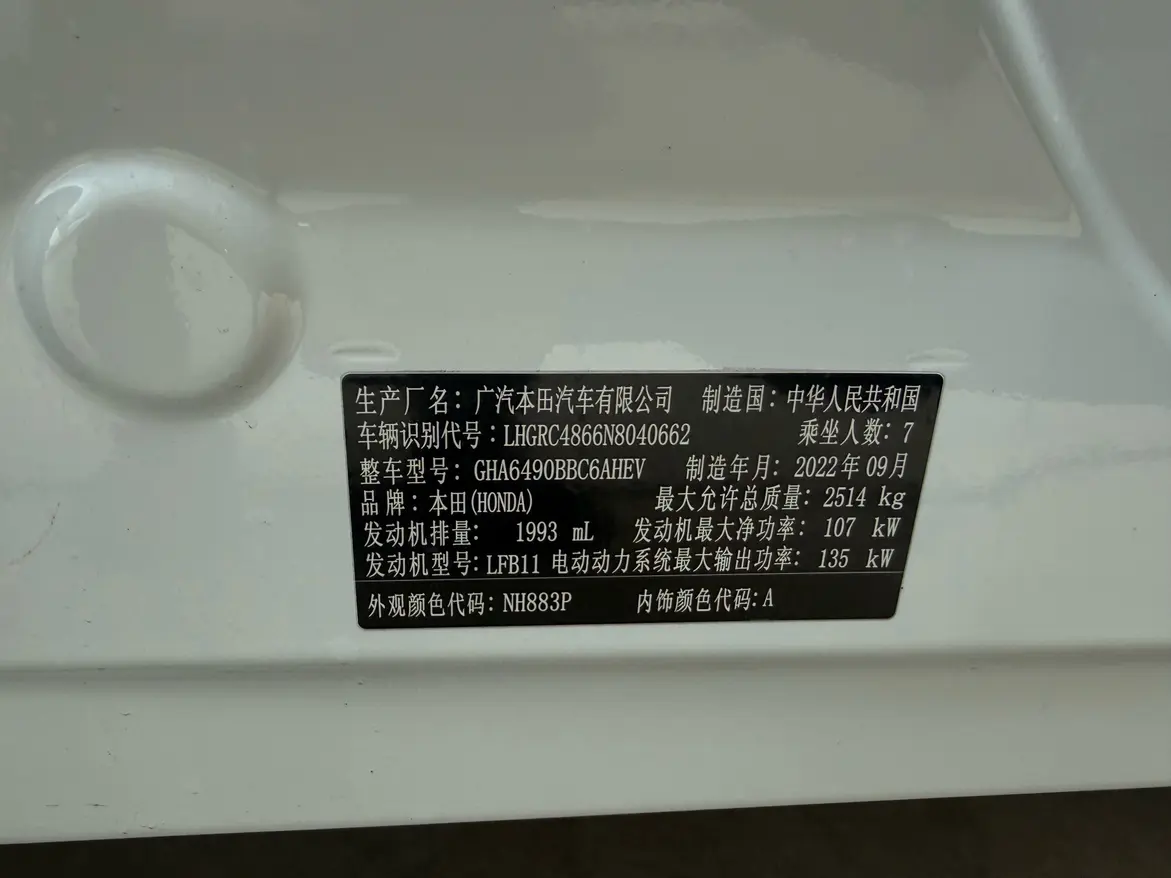 生产厂名：广汽本田汽车有限公司 制造国：中华人民共和国
车辆识别代号：LHGRC4866N8040662 乘坐人数：7
整车型号：GHA6490BBC6AHEV 制造年月：2022年09月
品牌：本田(HONDA) 最大允许总质量：2514 kg
发动机排量： 1993 mL 发动机最大净功率：107 kW
发动机型号：LFB11 电动动力系统最大输出功率：135 kW
外观颜色代码：NH883P 内饰颜色代码：A